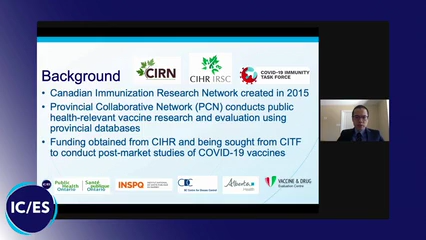 CIRN
CIHR IRSC
COVID-19 IMMUNITY
TASK FORCE
Background
• Canadian Immunization Research Network created in 2015
• Provincial Collaborative Network (PCN) conducts public
health-relevant vaccine research and evaluation using
provincial databases
• Funding obtained from CIHR and being sought from CITF
to conduct post-market studies of COVID-19 vaccines
Public Health Ontario
Santé publique Ontario
INSPQ
BC Centre for Disease Control
Alberta
Health
VACCINE & DRUG
Evaluation Centre
IC/ES